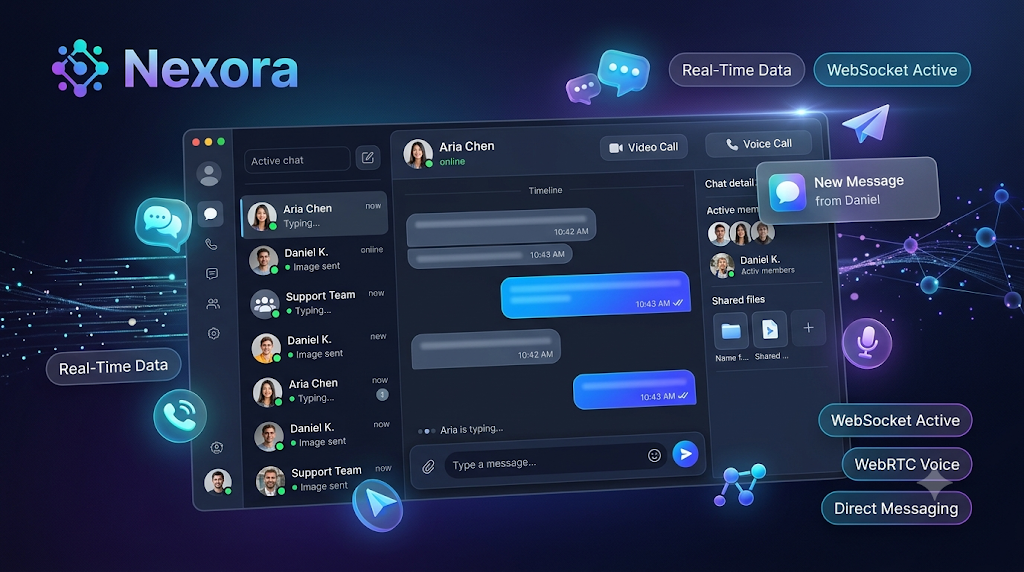 Nexora
Real-Time Data
WebSocket Active
Active chat
Aria Chen
online
Video Call
Voice Call
New Message
from Daniel
Aria Chen
now
Typing...
Daniel K.
online
Image sent
Support Team
now
Typing...
Daniel K.
new
Image sent
Aria Chen
now
Typing...
Daniel K.
now
Image sent
Support Team
now
Image sent
Timeline
10:42 AM
10:43 AM
10:43 AM
10:42 AM
10:43 AM
Aria is typing...
Type a message...
Chat detail
Active mem
Daniel K.
Activ members
Shared files
Name f...
Shared ...
Real-Time Data
WebSocket Active
WebRTC Voice
Direct Messaging